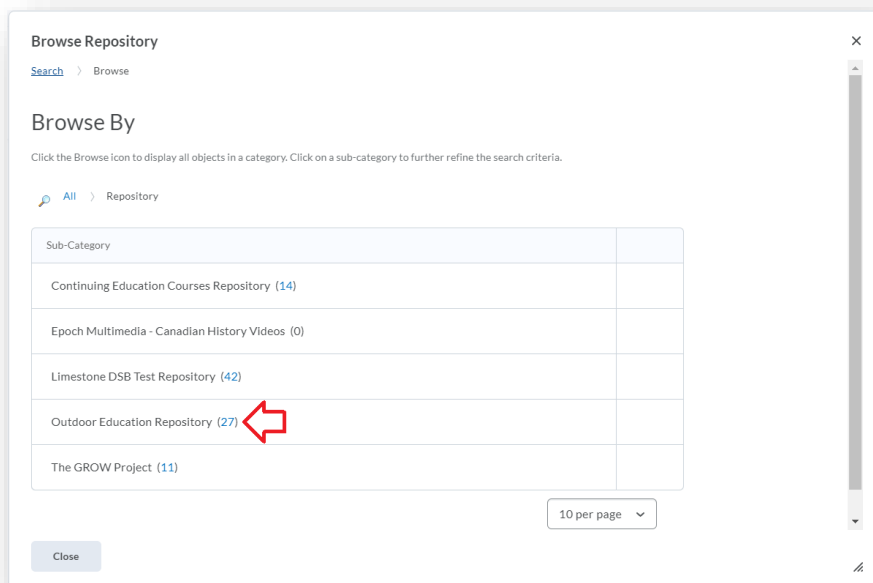 Browse Repository
Search > Browse
Browse By
Click the Browse icon to display all objects in a category. Click on a sub-category to further refine the search criteria.
All > Repository
Sub-Category
Continuing Education Courses Repository (14)
Epoch Multimedia - Canadian History Videos (0)
Limestone DSB Test Repository (42)
Outdoor Education Repository (27)
The GROW Project (11)
10 per page
Close